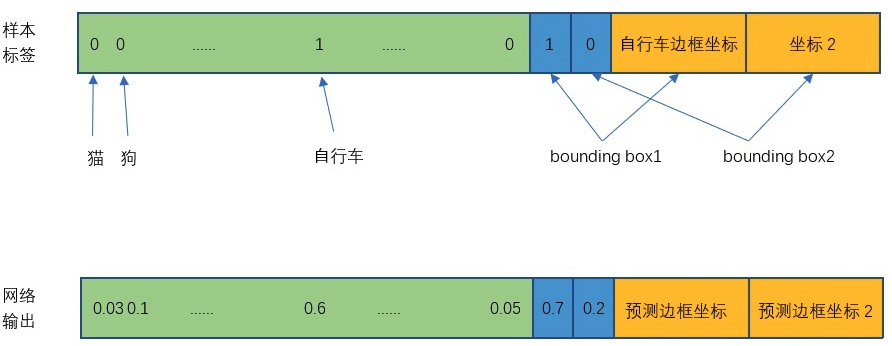 样本
标签
0 0 ...... 1 ...... 0 1 0 自行车边框坐标 坐标 2
猫 狗 自行车 bounding box1 bounding box2
网络
输出
0.03 0.1 ...... 0.6 ...... 0.05 0.7 0.2 预测边框坐标 预测边框坐标 2